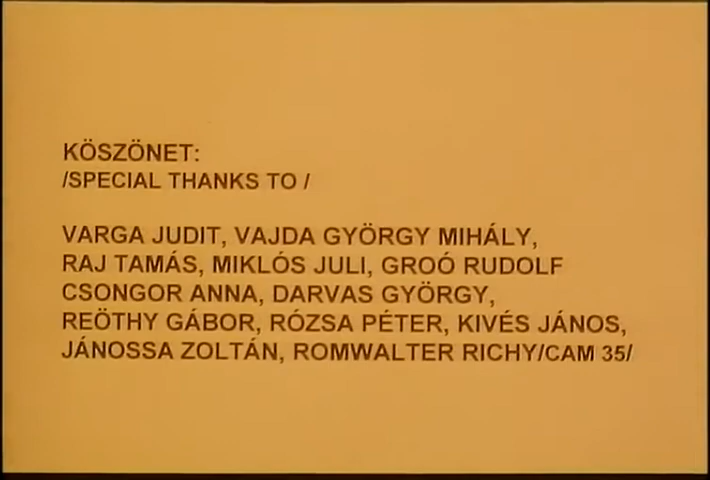 KÖSZÖNET:
/SPECIAL THANKS TO /
VARGA JUDIT, VAJDA GYÖRGY MIHÁLY,
RAJ TAMÁS, MIKLÓS JULI, GROÓ RUDOLF
CSONGOR ANNA, DARVAS GYÖRGY,
REÖTHY GÁBOR, RÓZSA PÉTER, KIVÉS JÁNOS,
JÁNOSSA ZOLTÁN, ROMWALTER RICHY/CAM 35/